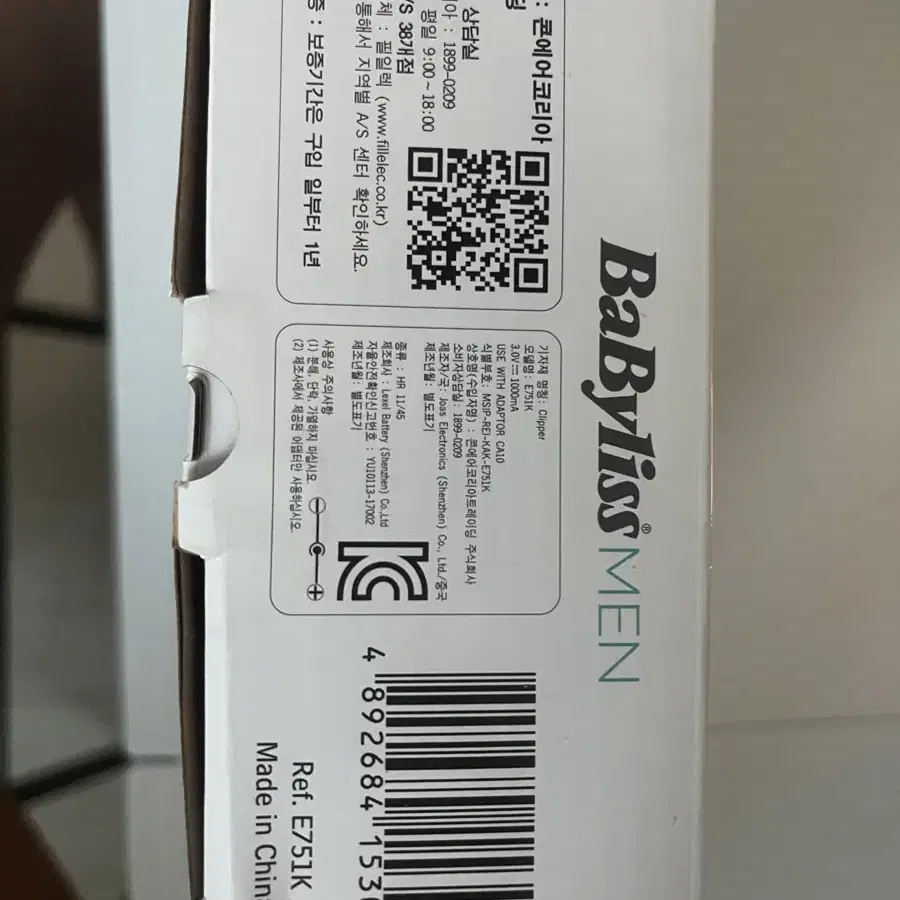 BaByliss® MEN
: 콘에어코리아
딩
상담실
아 : 1899-0209
평일 9:00~18:00
/S 38개점
체 : 필일렉 (www.fillelec.co.kr)
통해서 지역별 A/S 센터 확인하세요.
증 : 보증기간은 구입 일부터 1년
기자재 명칭: Clipper
모델명: E751K
3.0V 1000mA
USE WITH ADAPTOR CA10
식별부호: MSIP-REI-KAK-E751K
상호명(수입자명) : 콘에어코리아트레이딩 주식회사
소비자상담실: 1899-0209
제조자/국: Joas Electronics (Shenzhen) Co., Ltd./중국
제조년월: 별도표기
종류 : HR 11/45
제조회사 : Lexel Battery (Shenzhen) Co.,Ltd
자율안전확인신고번호 : YU10113-17002
제조년월: 별도표기
사용상 주의사항
(1) 분해, 단락, 가열하지 마십시요.
(2) 제조사에서 제공된 어댑터만 사용하십시오.
4 892684 153
Ref. E751K
Made in China